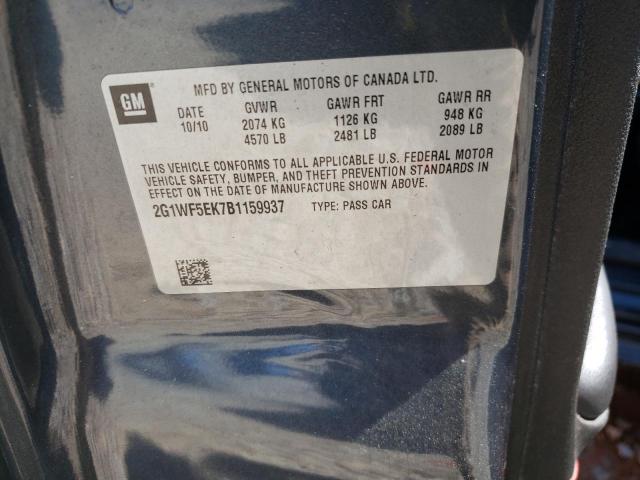 GM
MFD BY GENERAL MOTORS OF CANADA LTD.
DATE GVWR GAWR FRT GAWR RR
10/10 2074 KG 1126 KG 948 KG
4570 LB 2481 LB 2089 LB
THIS VEHICLE CONFORMS TO ALL APPLICABLE U.S. FEDERAL MOTOR
VEHICLE SAFETY, BUMPER, AND THEFT PREVENTION STANDARDS IN
EFFECT ON THE DATE OF MANUFACTURE SHOWN ABOVE.
2G1WF5EK7B1159937 TYPE: PASS CAR